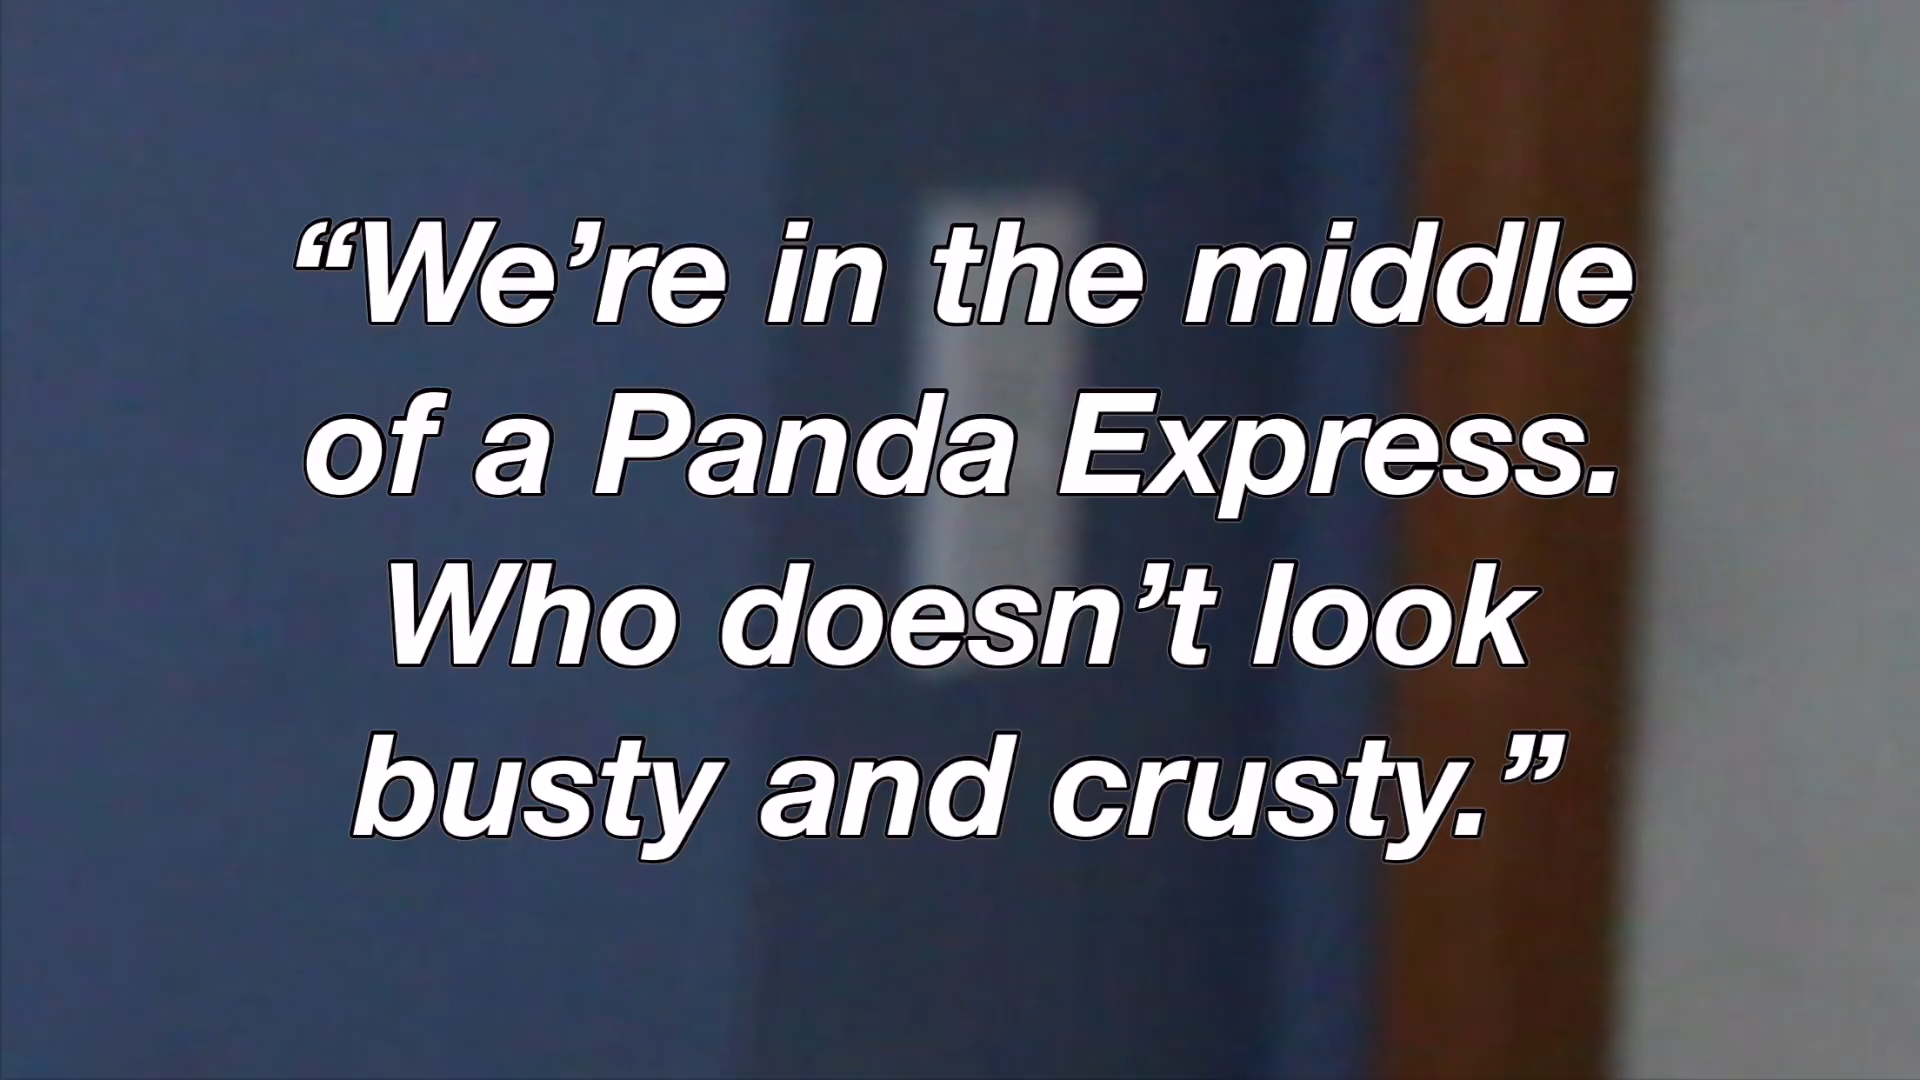 “We’re in the middle
of a Panda Express.
Who doesn’t look
busty and crusty.”